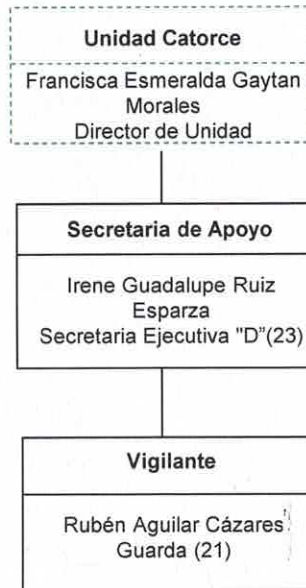 Unidad Catorce
Francisca Esmeralda Gaytan
Morales
Director de Unidad
Secretaria de Apoyo
Irene Guadalupe Ruiz
Esparza
Secretaria Ejecutiva "D"(23)
Vigilante
Rubén Aguilar Cázares
Guarda (21)